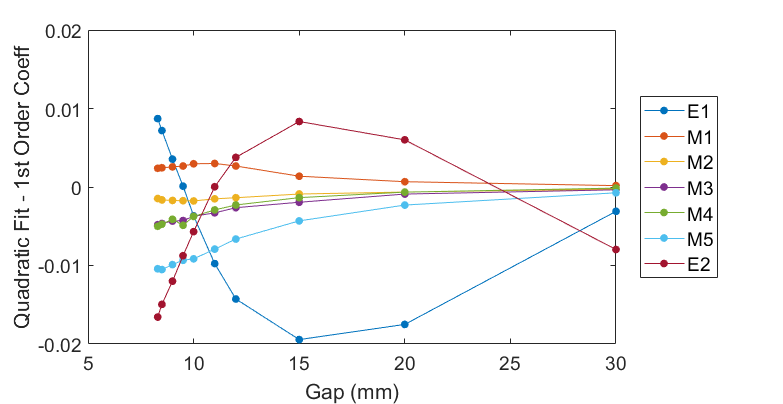 0.02
0.01
0
-0.01
-0.02
Quadratic Fit - 1st Order Coeff
5
10
15
20
25
30
Gap (mm)
E1
M1
M2
M3
M4
M5
E2